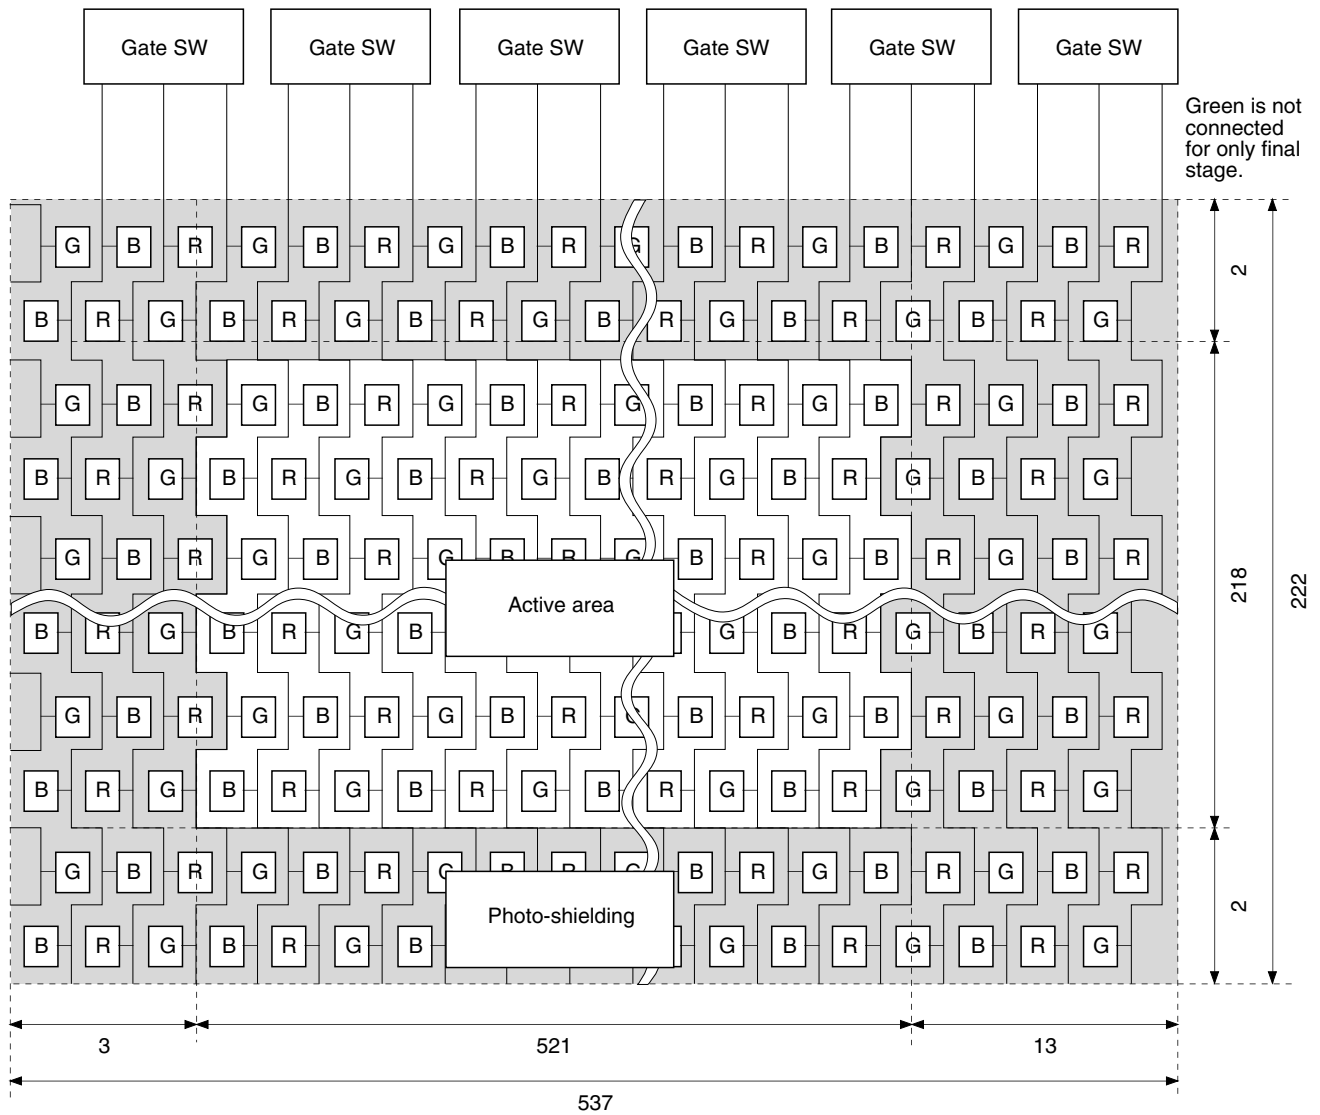 Gate SW Gate SW Gate SW Gate SW Gate SW Gate SW
Green is not
connected
for only final
stage.
G B R G B R G B R G B R G B R G B R
B R G B R G B R G B R G B R G B R G
2
G B R G B R G B R G B R G B R G B R
B R G B R G B R G B R G B R G B R G
G B R G B R G B R G B R G B R G B R
Active area
218
222
B R G B R G B G B R G B R G
G B R G B R G B R G B R G B R G B R
B R G B R G B R G B R G B R G B R G
G B R G B R G B R G B R G B R G B R
Photo-shielding
2
B R G B R G B G B R G B R G
3 521 13
537